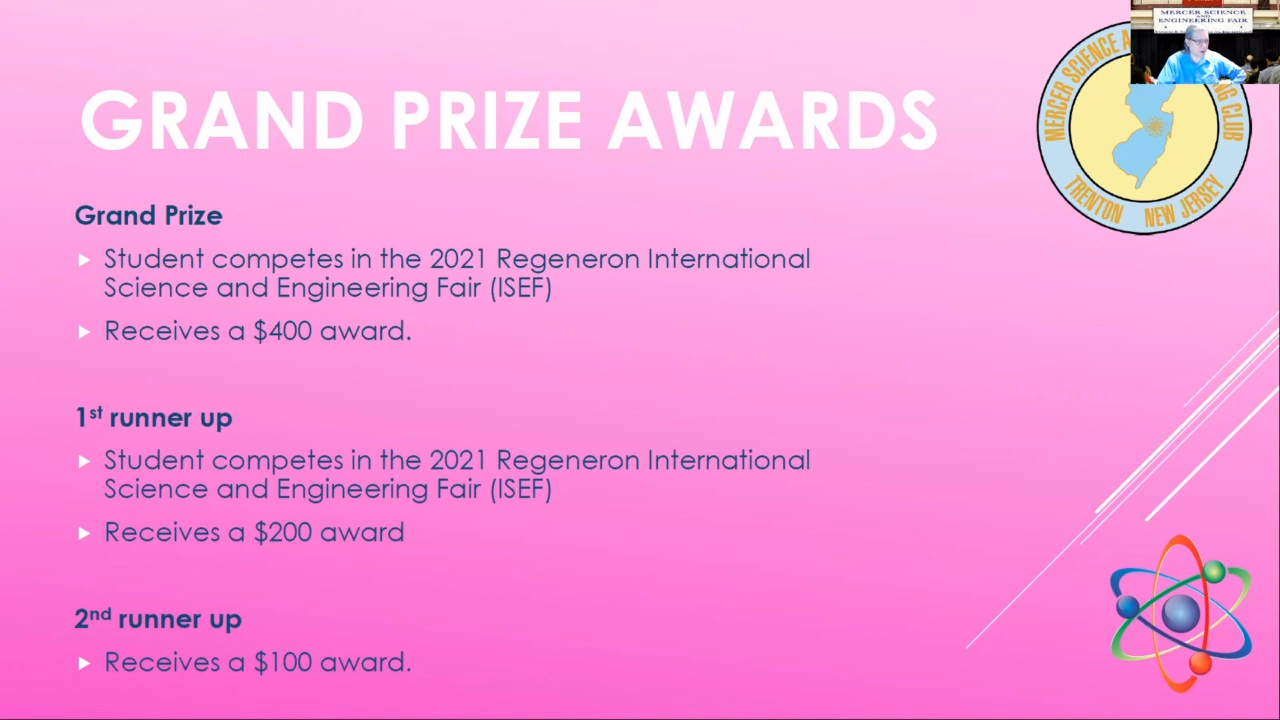 MERCER SCIENCE
AND
ENGINEERING FAIR
GRAND PRIZE AWARDS
MERCER SCIENCE A
NG CLUB
TRENTON NEW JERSEY
Grand Prize
Student competes in the 2021 Regeneron International
Science and Engineering Fair (ISEF)
Receives a $400 award.
1st runner up
Student competes in the 2021 Regeneron International
Science and Engineering Fair (ISEF)
Receives a $200 award
2nd runner up
Receives a $100 award.